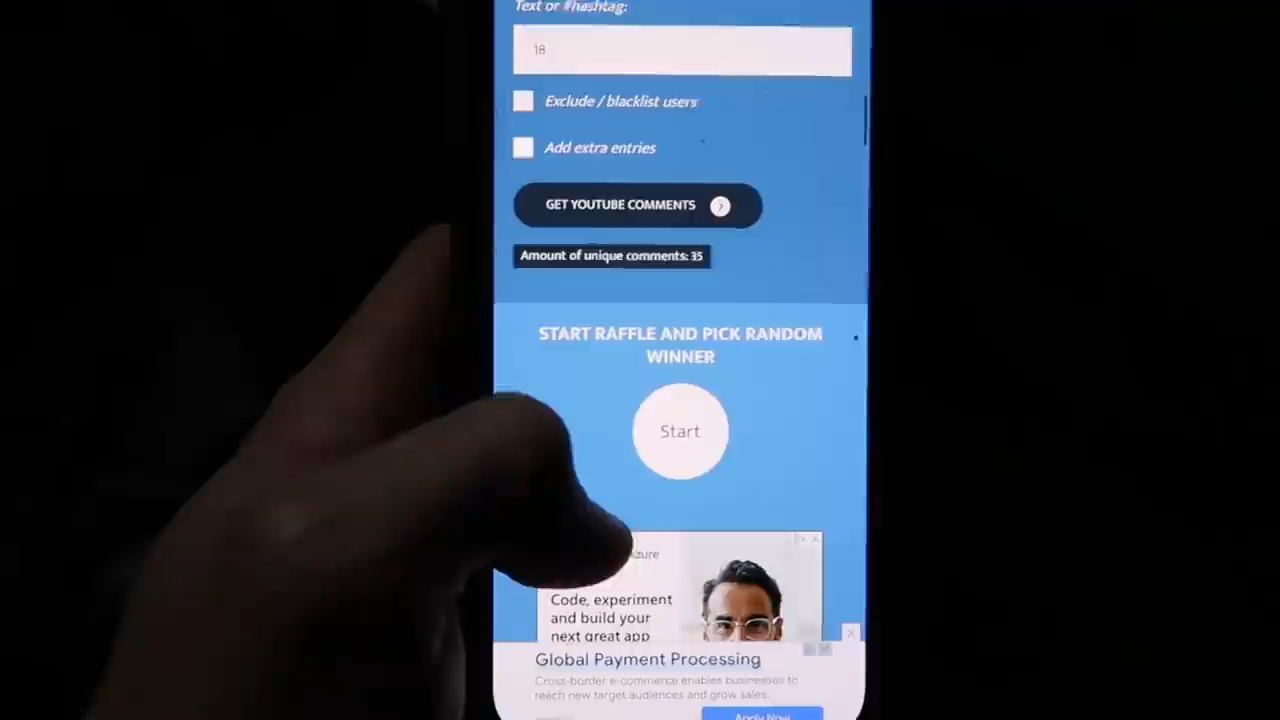 Text or #hashtag:
18
Exclude / blacklist users
Add extra entries
GET YOUTUBE COMMENTS
Amount of unique comments: 35
START RAFFLE AND PICK RANDOM
WINNER
Start
Code, experiment
and build your
next great app
Global Payment Processing
Cross-border e-commerce enables businesses to
reach new target audiences and grow sales.
Apply Now